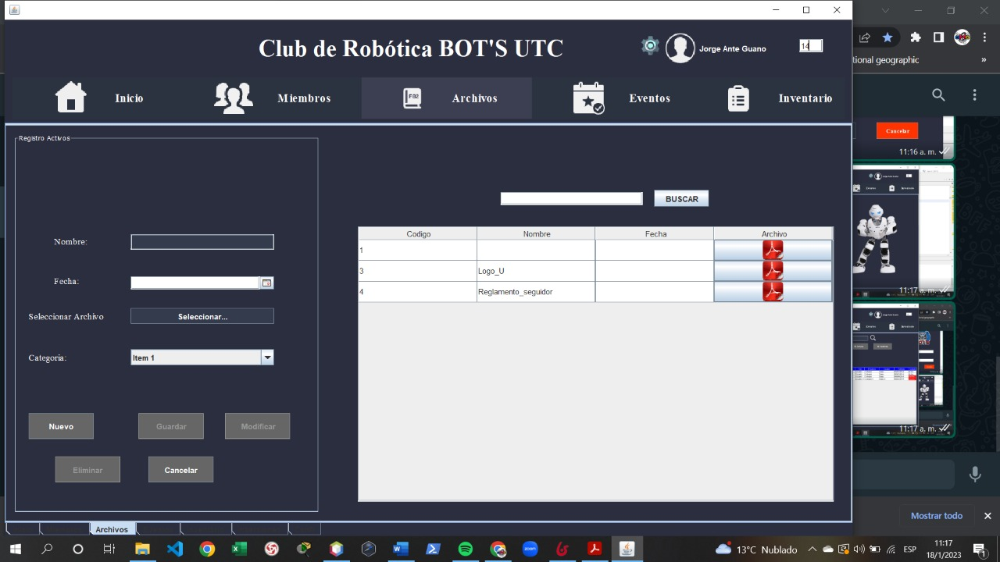 Club de Robótica BOT'S UTC
Jorge Ante Guano
14
tional geographic
»
Inicio
Miembros
FB2
Archivos
Eventos
Inventario
Registro Activos
Cancelar
11:16 a. m.
BUSCAR
Nombre:
Fecha:
Seleccionar Archivo
Seleccionar...
Categoria:
Item 1
Codigo Nombre Fecha Archivo
1
3 Logo_U
4 Reglamento_seguidor
11:17 a. m.
Nuevo
Guardar
Modificar
Eliminar
Cancelar
11:17 a. m.
Mostrar todo
Archivos
13°C Nublado
ESP
11:17
18/1/2023
1